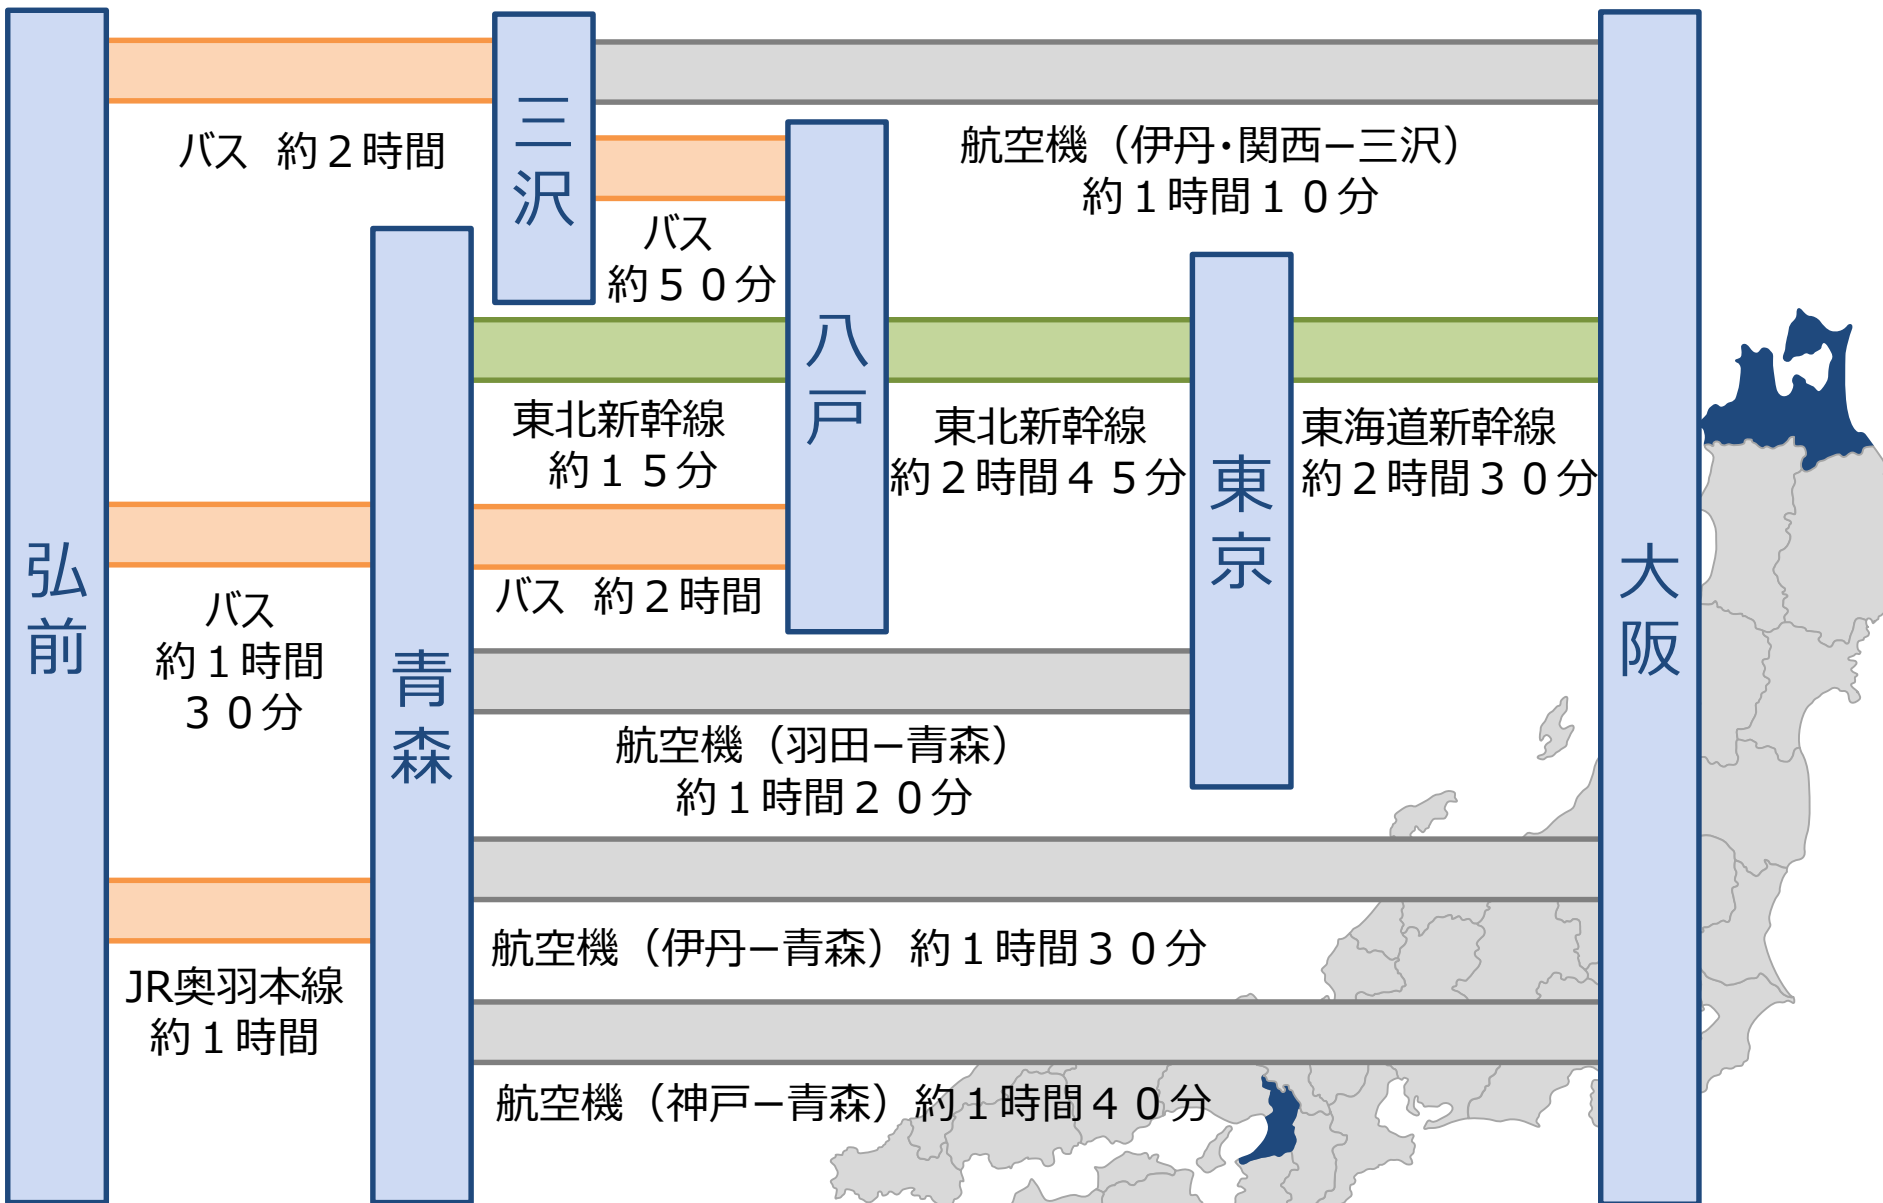 弘前
三沢
青森
八戸
東京
大阪
バス 約２時間
航空機（伊丹・関西−三沢）
約１時間１０分
バス
約５０分
東北新幹線
約１５分
東北新幹線
約２時間４５分
東海道新幹線
約２時間３０分
バス
約１時間
３０分
バス 約２時間
航空機（羽田−青森）
約１時間２０分
航空機（伊丹−青森）約１時間３０分
JR奥羽本線
約１時間
航空機（神戸−青森）約１時間４０分